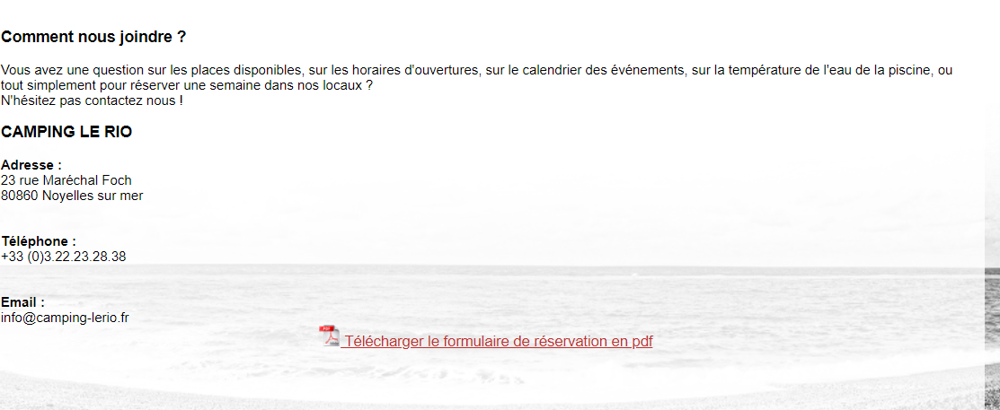 Comment nous joindre ?
Vous avez une question sur les places disponibles, sur les horaires d'ouvertures, sur le calendrier des événements, sur la température de l'eau de la piscine, ou
tout simplement pour réserver une semaine dans nos locaux ?
N'hésitez pas contactez nous !
CAMPING LE RIO
Adresse :
23 rue Maréchal Foch
80860 Noyelles sur mer
Téléphone :
+33 (0)3.22.23.28.38
Email :
info@camping-lerio.fr
Télécharger le formulaire de réservation en pdf